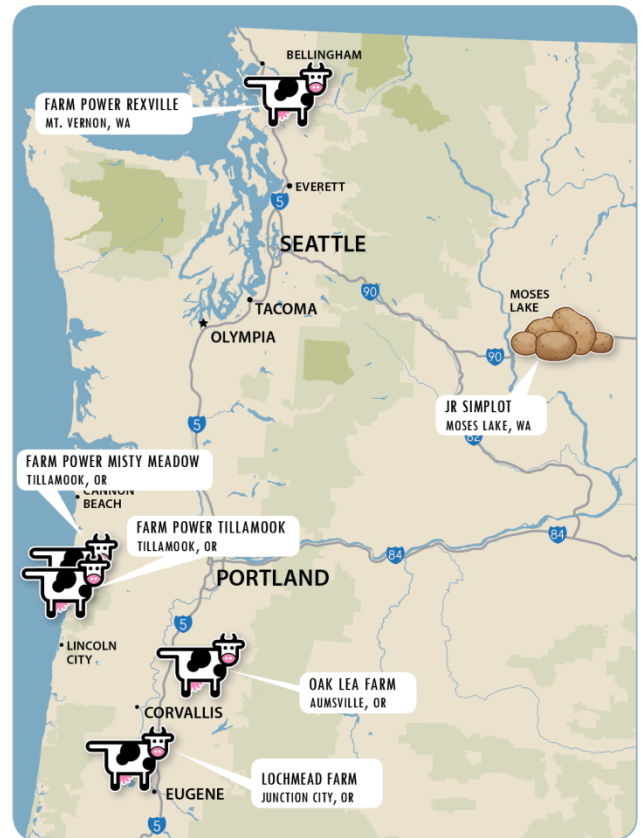 BELLINGHAM
FARM POWER REXVILLE
MT. VERNON, WA
EVERETT
5
SEATTLE
90
MOSES
LAKE
TACOMA
OLYMPIA
90
JR SIMPLOT
MOSES LAKE, WA
5
82
FARM POWER MISTY MEADOW
TILLAMOOK, OR
CANNON
BEACH
FARM POWER TILLAMOOK
TILLAMOOK, OR
84
84
PORTLAND
5
LINCOLN
CITY
OAK LEA FARM
AUMSVILLE, OR
CORVALLIS
LOCHMEAD FARM
JUNCTION CITY, OR
EUGENE
5